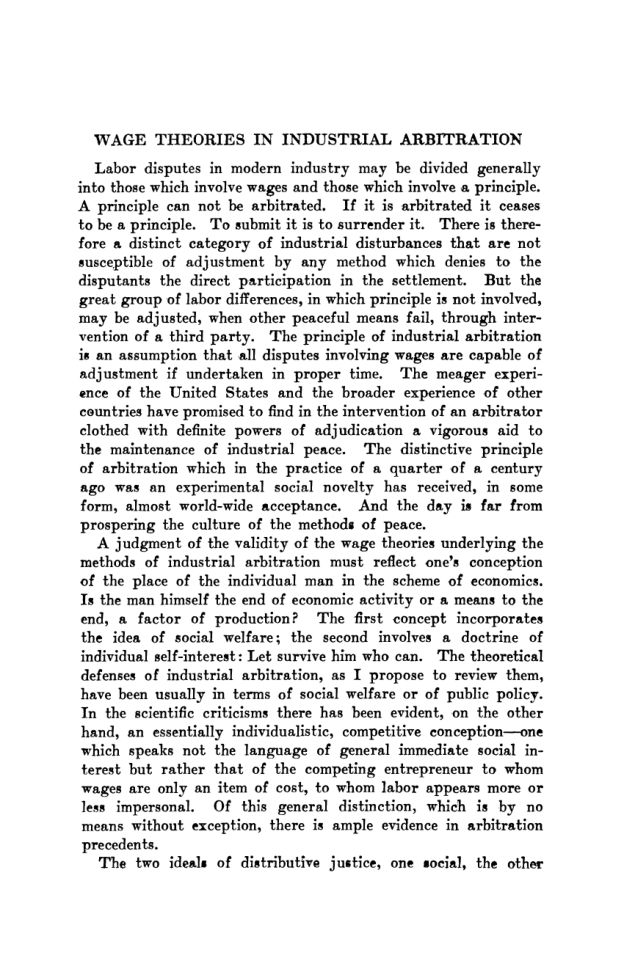 WAGE THEORIES IN INDUSTRIAL ARBITRATION
Labor disputes in modern industry may be divided generally
into those which involve wages and those which involve a principle.
A principle can not be arbitrated. If it is arbitrated it ceases
to be a principle. To submit it is to surrender it. There is there-
fore a distinct category of industrial disturbances that are not
susceptible of adjustment by any method which denies to the
disputants the direct participation in the settlement. But the
great group of labor differences, in which principle is not involved,
may be adjusted, when other peaceful means fail, through inter-
vention of a third party. The principle of industrial arbitration
is an assumption that all disputes involving wages are capable of
adjustment if undertaken in proper time. The meager experi-
ence of the United States and the broader experience of other
countries have promised to find in the intervention of an arbitrator
clothed with definite powers of adjudication a vigorous aid to
the maintenance of industrial peace. The distinctive principle
of arbitration which in the practice of a quarter of a century
ago was an experimental social novelty has received, in some
form, almost world-wide acceptance. And the day is far from
prospering the culture of the methods of peace.
A judgment of the validity of the wage theories underlying the
methods of industrial arbitration must reflect one's conception
of the place of the individual man in the scheme of economics.
Is the man himself the end of economic activity or a means to the
end, a factor of production? The first concept incorporates
the idea of social welfare; the second involves a doctrine of
individual self-interest: Let survive him who can. The theoretical
defenses of industrial arbitration, as I propose to review them,
have been usually in terms of social welfare or of public policy.
In the scientific criticisms there has been evident, on the other
hand, an essentially individualistic, competitive conception—one
which speaks not the language of general immediate social in-
terest but rather that of the competing entrepreneur to whom
wages are only an item of cost, to whom labor appears more or
less impersonal. Of this general distinction, which is by no
means without exception, there is ample evidence in arbitration
precedents.
The two ideals of distributive justice, one social, the other